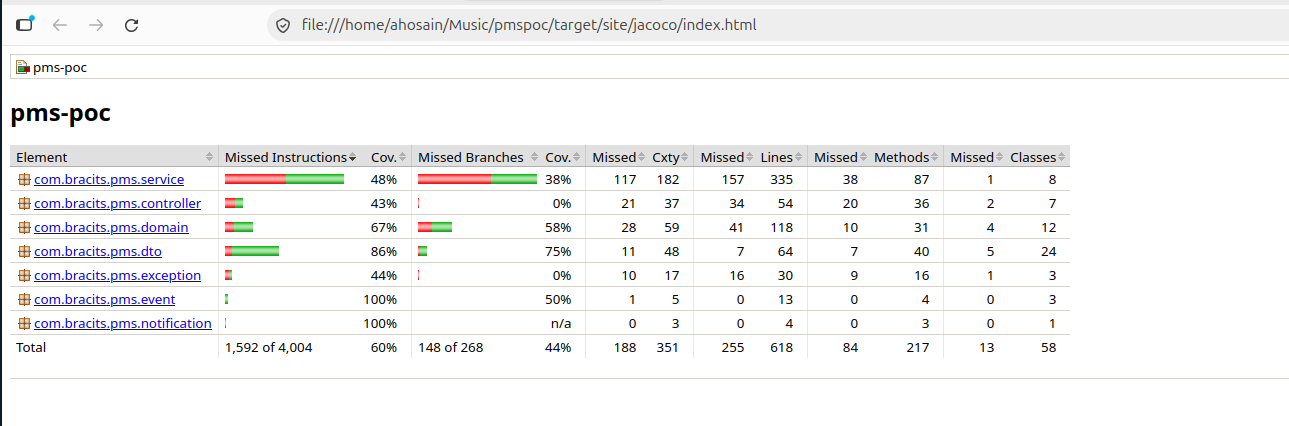 file:///home/ahosain/Music/pmspoc/target/site/jacoco/index.html
pms-poc
pms-poc
Element Missed Instructions Cov. Missed Branches Cov. Missed Cxty Missed Lines Missed Methods Missed Classes
com.bracits.pms.service 48% 38% 117 182 157 335 38 87 1 8
com.bracits.pms.controller 43% 0% 21 37 34 54 20 36 2 7
com.bracits.pms.domain 67% 58% 28 59 41 118 10 31 4 12
com.bracits.pms.dto 86% 75% 11 48 7 64 7 40 5 24
com.bracits.pms.exception 44% 0% 10 17 16 30 9 16 1 3
com.bracits.pms.event 100% 50% 1 5 0 13 0 4 0 3
com.bracits.pms.notification 100% n/a 0 3 0 4 0 3 0 1
Total 1,592 of 4,004 60% 148 of 268 44% 188 351 255 618 84 217 13 58